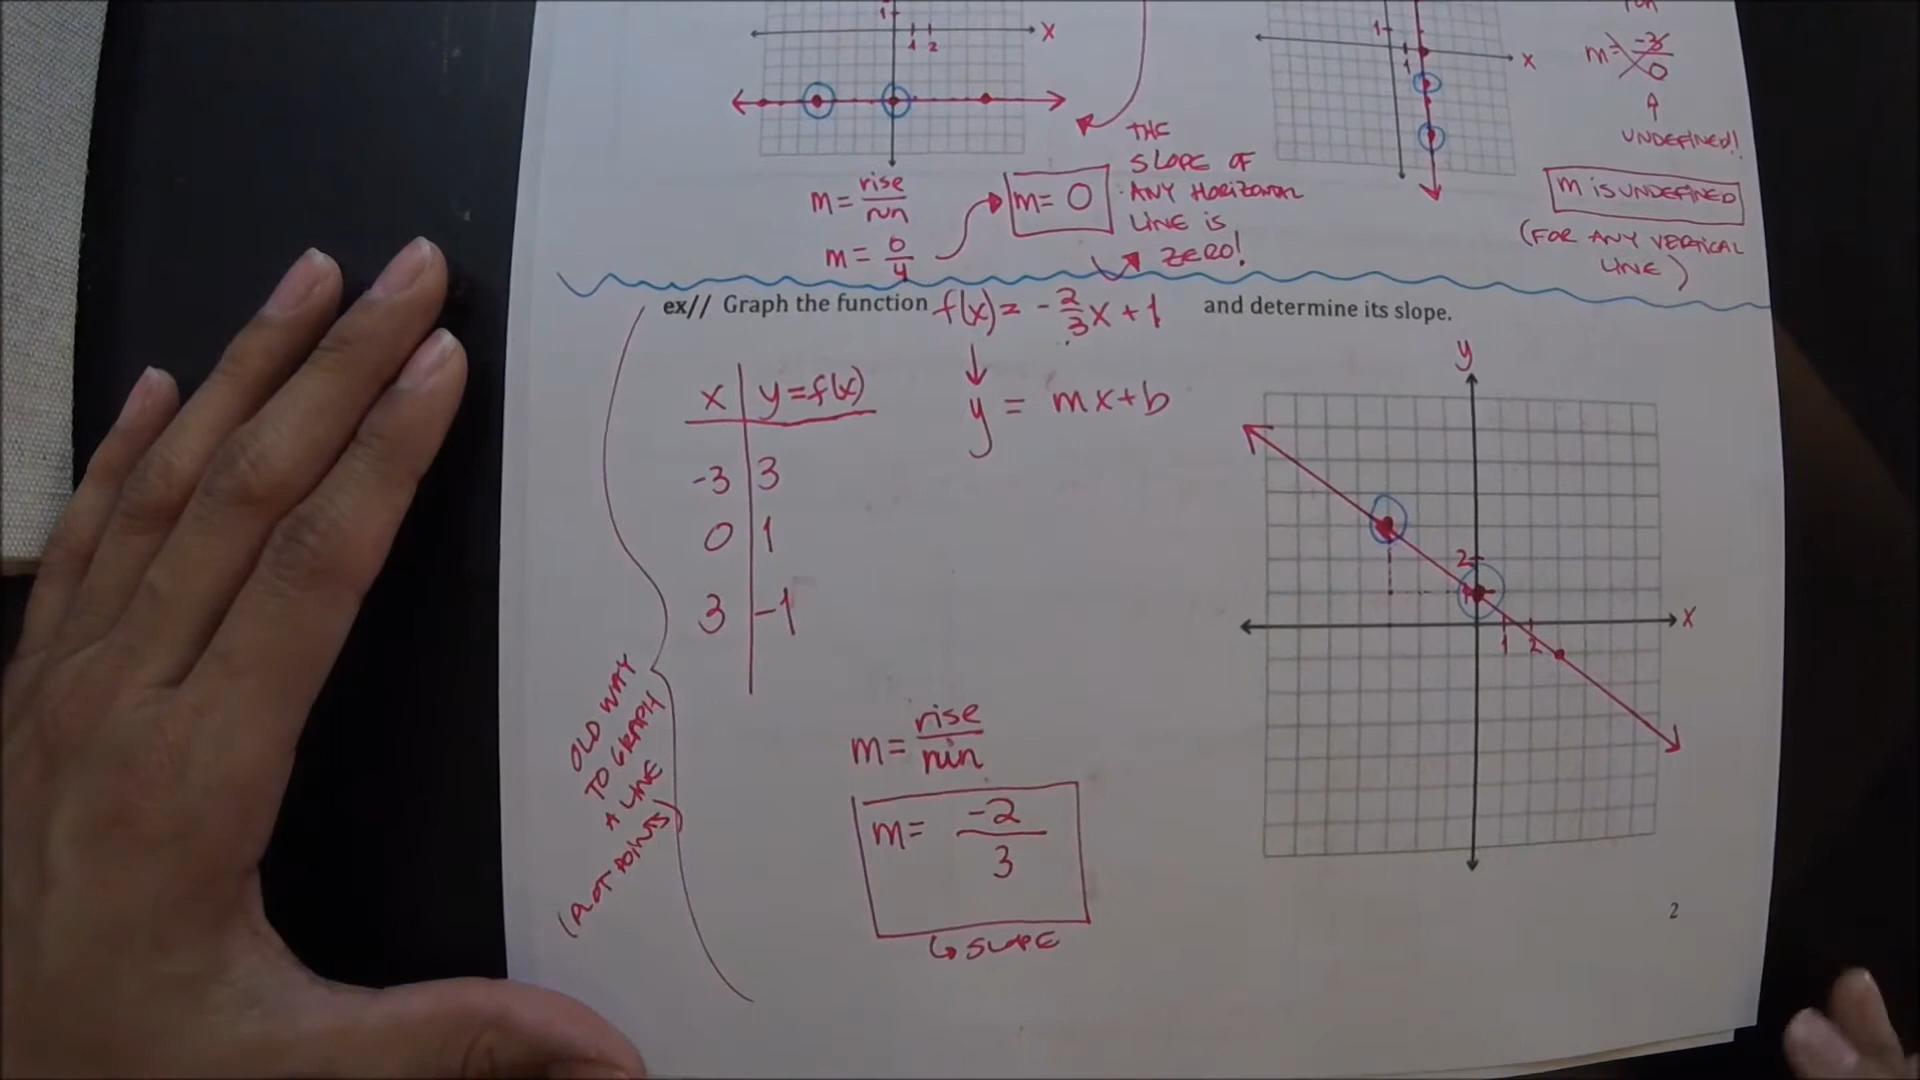 1
1 2
x
THE
SLOPE OF
ANY HORIZONTAL
LINE IS
ZERO!
m = rise
run
m = 0
4
m = 0
1
1
x
run
m = -3
0
UNDEFINED!!
m IS UNDEFINED
(FOR ANY VERTICAL
LINE)
ex// Graph the function f(x) = -2/3x + 1 and determine its slope.
x y = f(x)
-3 3
0 1
3 -1
y = mx + b
OLD WAY
TO GRAPH
A LINE
(PLOT POINTS)
m = rise
run
m = -2
3
↳ SLOPE
y
2
1
1 2
x
2